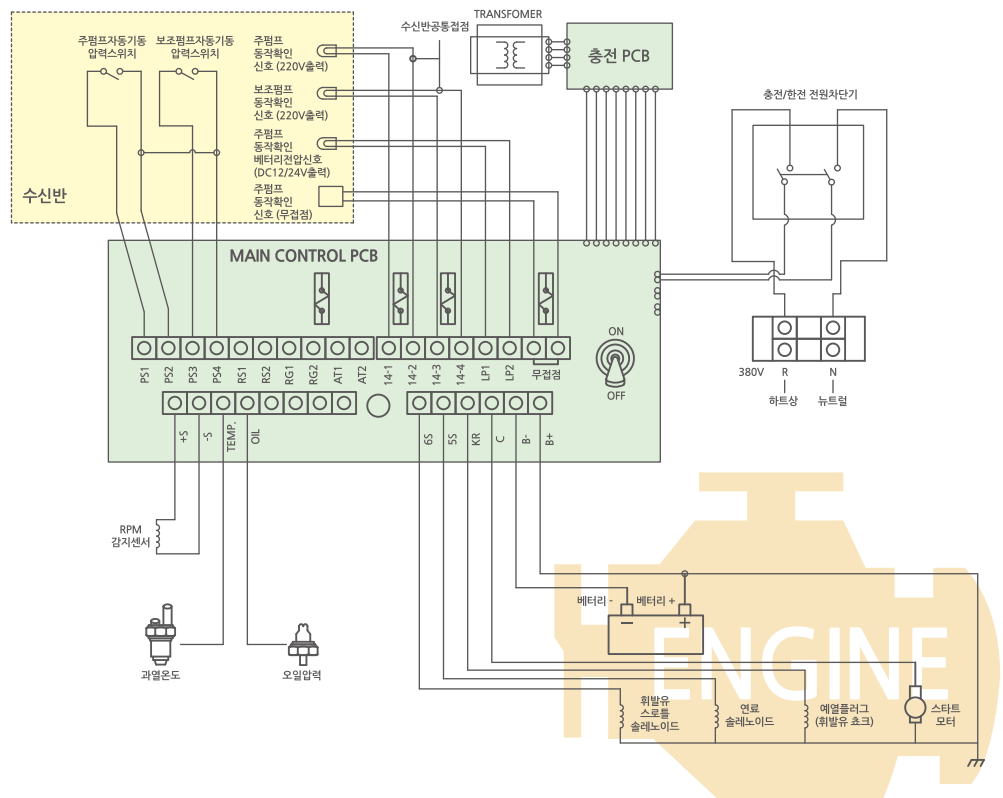 TRANSFOMER
수신반공통접점
충전 PCB
주펌프자동기동
압력스위치
보조펌프자동기동
압력스위치
주펌프
동작확인
신호 (220V출력)
보조펌프
동작확인
신호 (220V출력)
주펌프
동작확인
베터리전압신호
(DC12/24V출력)
주펌프
동작확인
신호 (무접점)
수신반
충전/한전 전원차단기
MAIN CONTROL PCB
PS1
PS2
PS3
PS4
RS1
RS2
RG1
RG2
AT1
AT2
14-1
14-2
14-3
14-4
LP1
LP2
무접점
ON
OFF
380V
R
N
하트상
뉴트럴
+S
-S
TEMP.
OIL
6S
5S
KR
C
B-
B+
RPM
감지센서
과열온도
오일압력
베터리 -
베터리 +
ENGINE
휘발유
스로틀
솔레노이드
연료
솔레노이드
예열플러그
(휘발유 쵸크)
스타트
모터